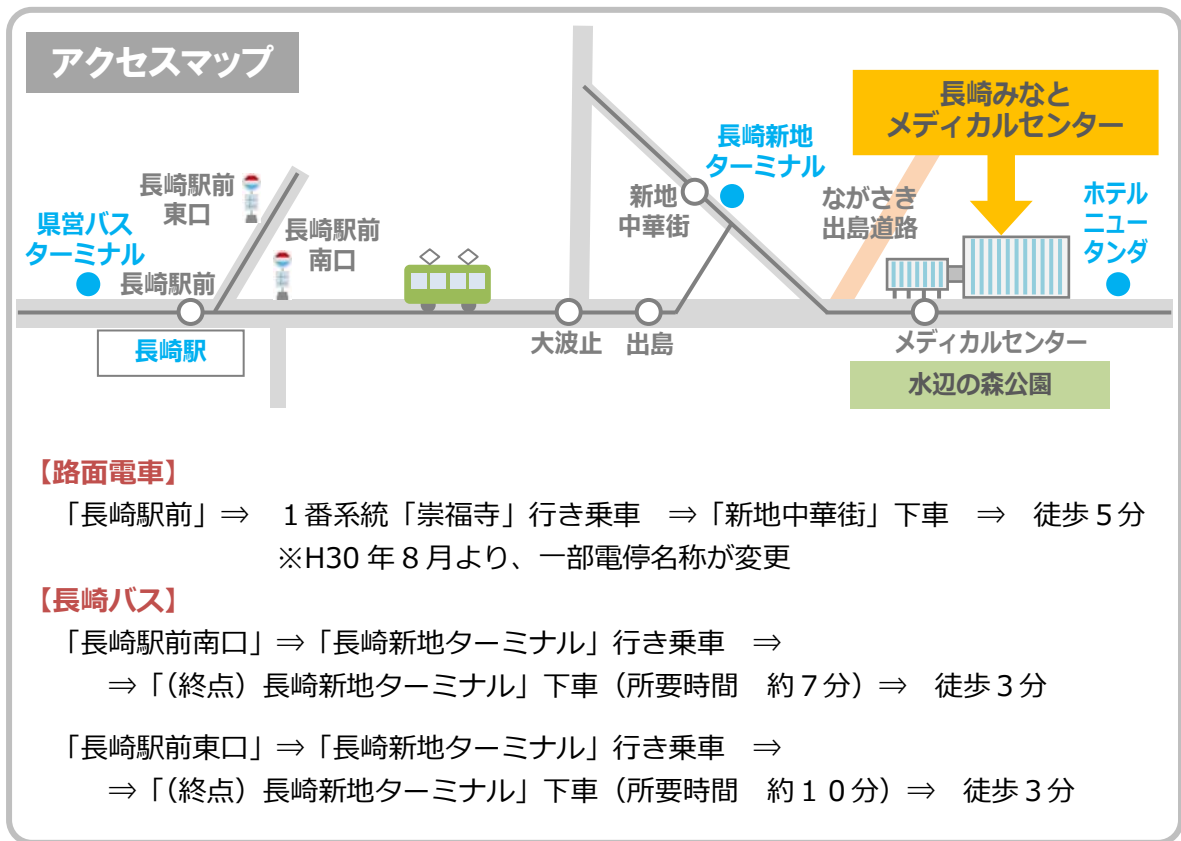 アクセスマップ
長崎みなと
メディカルセンター
長崎新地
ターミナル
新地
中華街
ながさき
出島道路
ホテル
ニュー
タンダ
長崎駅前
東口
長崎駅前
南口
県営バス
ターミナル
長崎駅前
長崎駅
大波止
出島
メディカルセンター
水辺の森公園
【路面電車】
「長崎駅前」⇒　１番系統「崇福寺」行き乗車　⇒「新地中華街」下車　⇒　徒歩５分
※H30 年８月より、一部電停名称が変更
【長崎バス】
「長崎駅前南口」⇒「長崎新地ターミナル」行き乗車　⇒
⇒「（終点）長崎新地ターミナル」下車（所要時間　約７分）⇒　徒歩３分
「長崎駅前東口」⇒「長崎新地ターミナル」行き乗車　⇒
⇒「（終点）長崎新地ターミナル」下車（所要時間　約１０分）⇒　徒歩３分